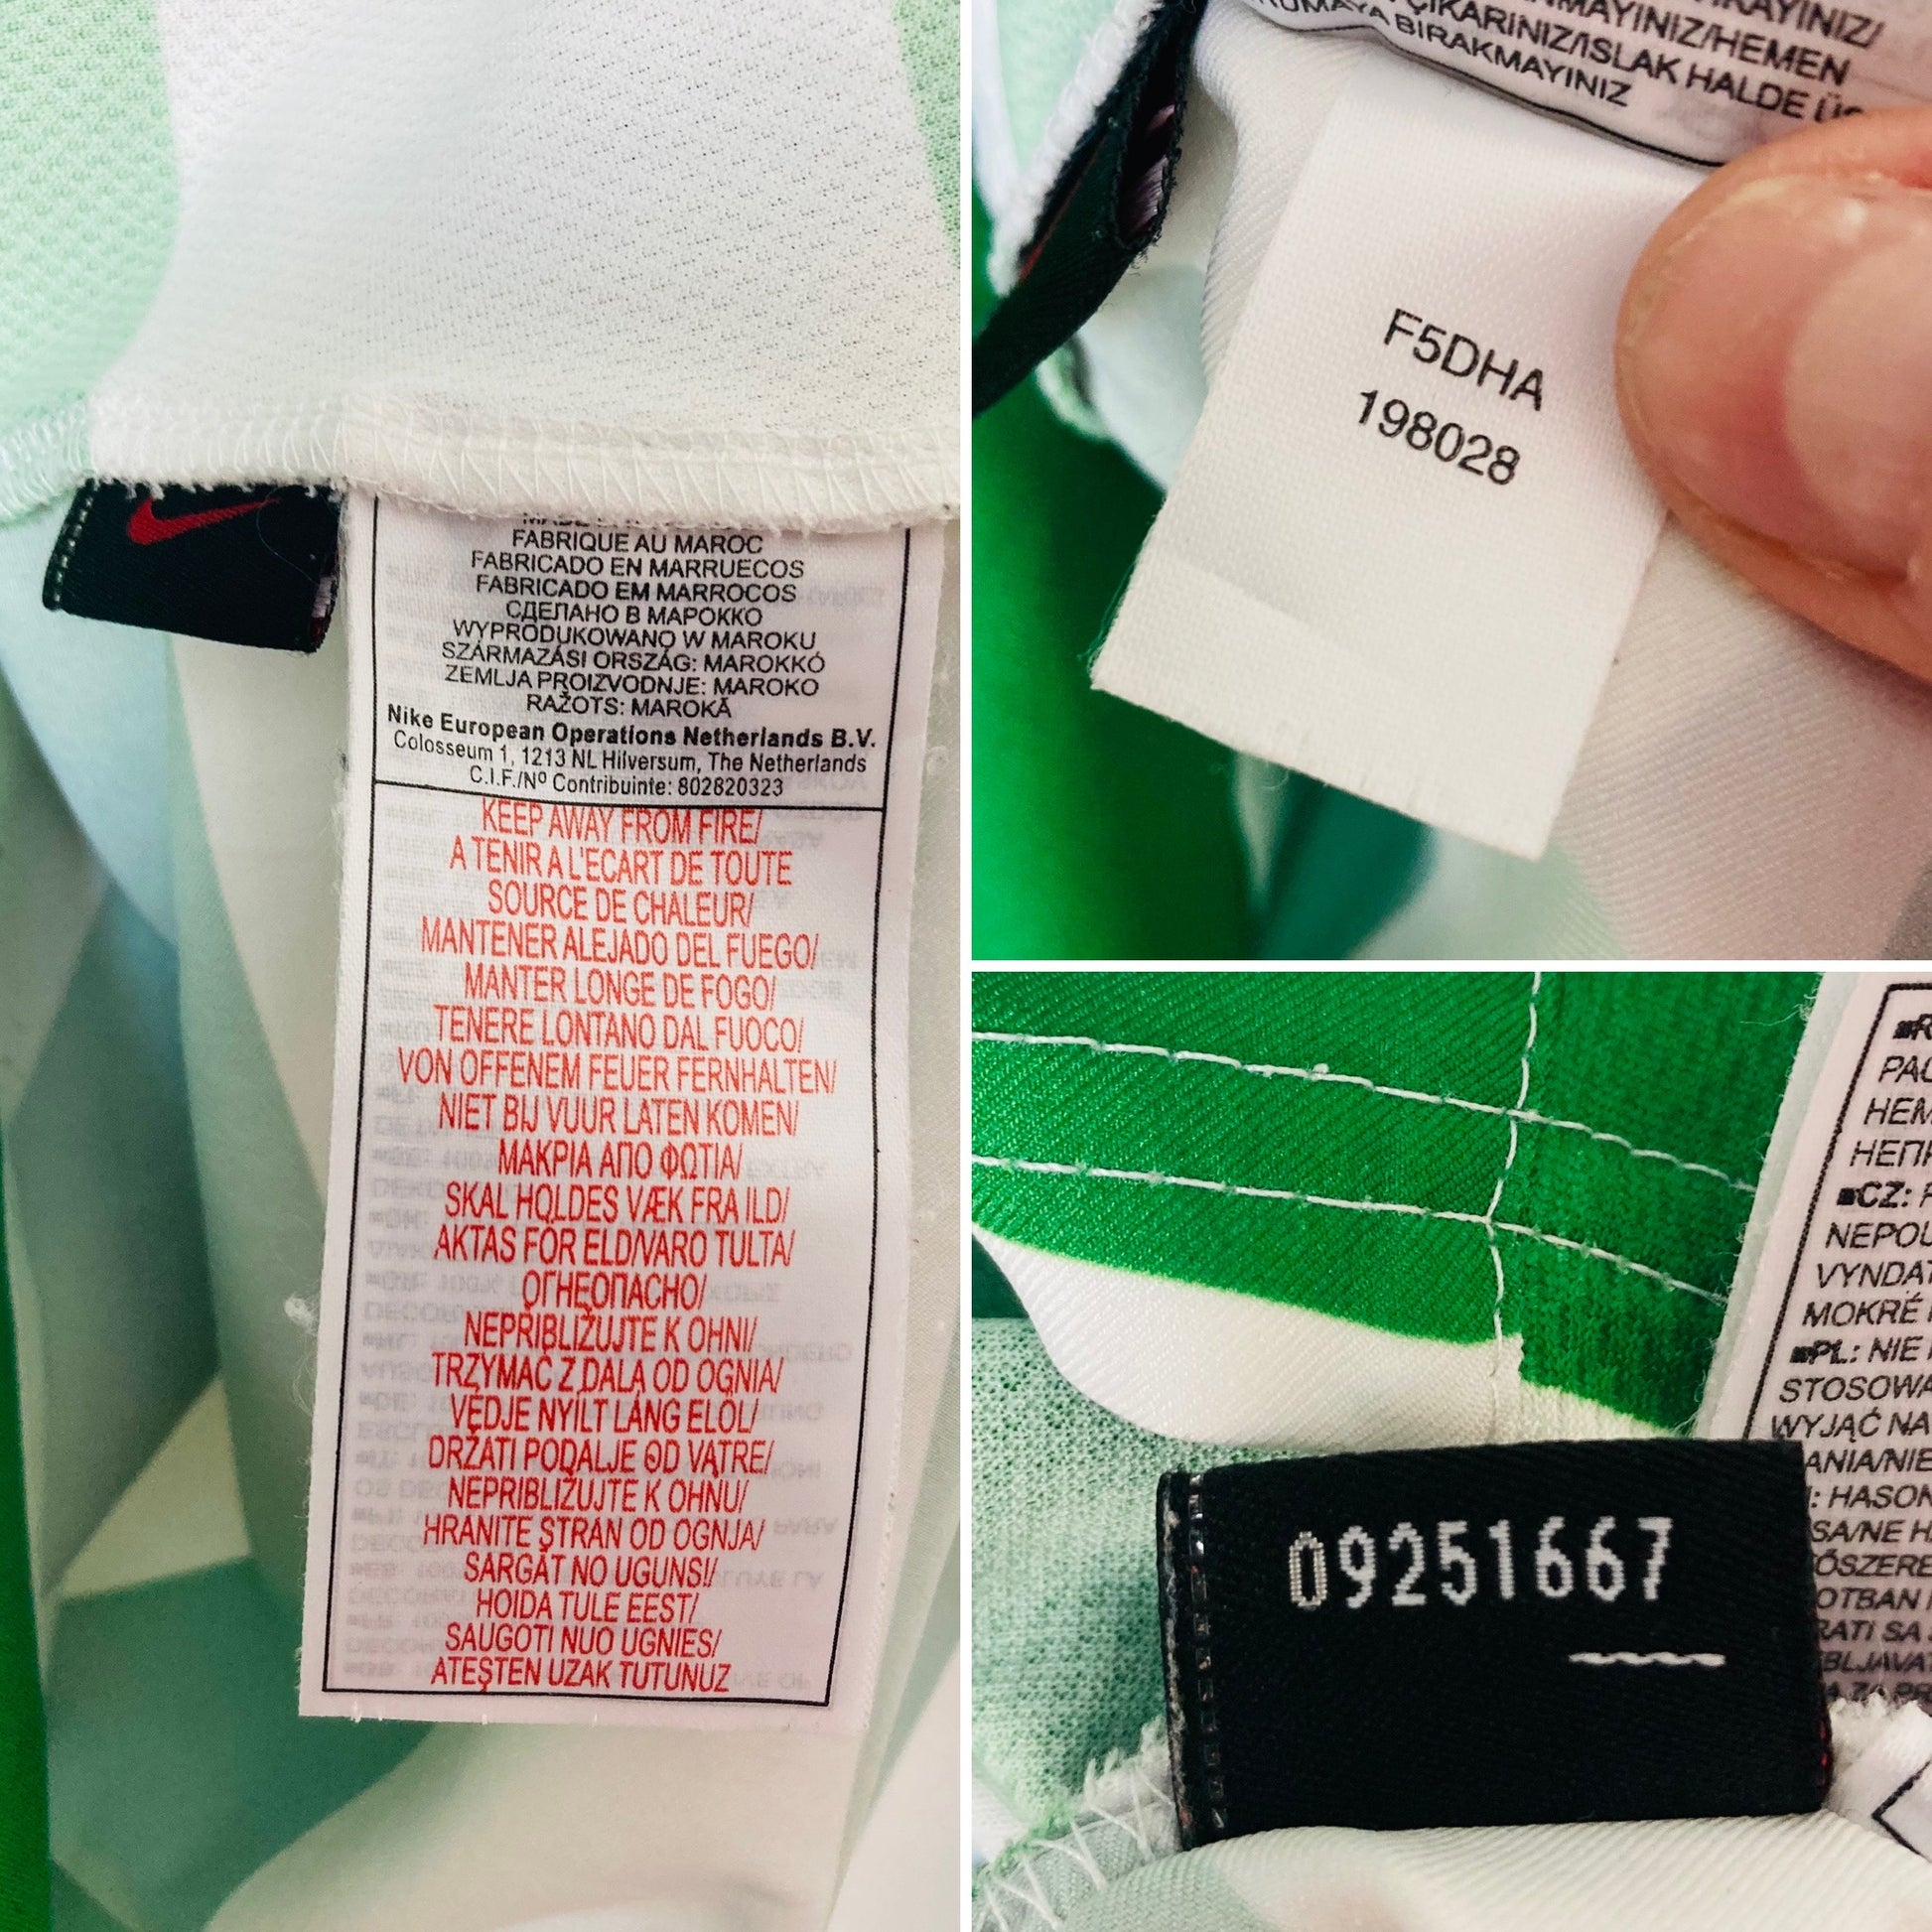 FABRIQUE AU MAROC
FABRICADO EN MARRUECOS
FABRICADO EM MARROCOS
СДЕЛАНО В МАРОККО
WYPRODUKOWANO W MAROKU
SZÁRMAZÁSI ORSZÁG: MAROKKÓ
ZEMLJA PROIZVODNJE: MAROKO
RAŽOTS: MAROKĀ
Nike European Operations Netherlands B.V.
Colosseum 1, 1213 NL Hilversum, The Netherlands
C.I.F./Nº Contribuinte: 802820323
KEEP AWAY FROM FIRE/
A TENIR A L'ECART DE TOUTE
SOURCE DE CHALEUR/
MANTENER ALEJADO DEL FUEGO/
MANTER LONGE DE FOGO/
TENERE LONTANO DAL FUOCO/
VON OFFENEM FEUER FERNHALTEN/
NIET BIJ VUUR LATEN KOMEN/
ΜΑΚΡΙΑ ΑΠΟ ΦΩΤΙΑ/
SKAL HOLDES VÆK FRA ILD/
AKTAS FÖR ELD/VARO TULTA/
ОГНЕОПАСНО/
NEPRIBLIŽUJTE K OHNI/
TRZYMAĆ Z DALA OD OGNIA/
VÉDJE NYÍLT LÁNG ELÖL/
DRŽATI PODALJE OD VATRE/
NEPRIBLIŽUJTE K OHŇU/
HRANITE STRAN OD OGNJA/
SARGĀT NO UGUNS!/
HOIDA TULE EEST/
SAUGOTI NUO UGNIES/
ATEŞTEN UZAK TUTUNUZ
ÇIKARINIZ/ISLAK HALDE
BIRAKMAYINIZ
F5DHA
198028
CZ:
MOKRÉ
PL: NIE
WYJĄĆ NA
09251667